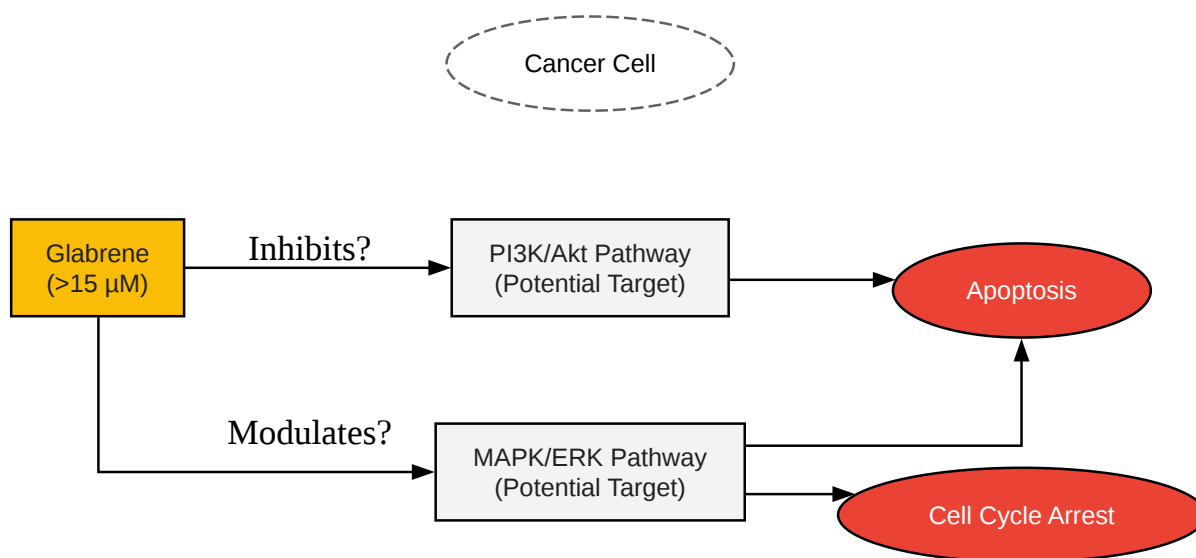 Cancer Cell
Glabrene
(>15 µM)
Inhibits?
PI3K/Akt Pathway
(Potential Target)
Apoptosis
Modulates?
MAPK/ERK Pathway
(Potential Target)
Cell Cycle Arrest